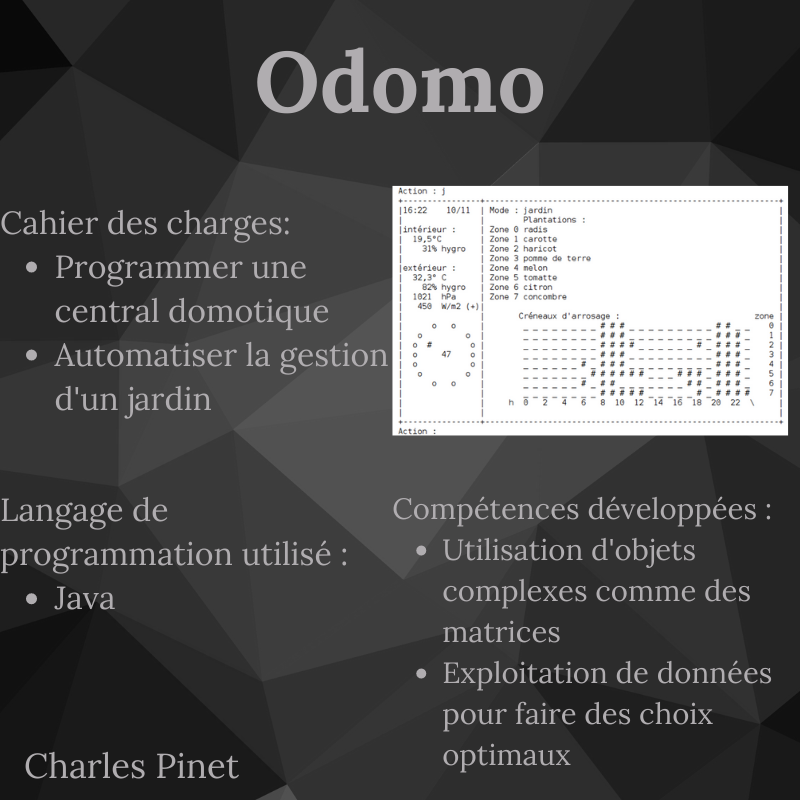 Odomo
Cahier des charges:
• Programmer une
central domotique
• Automatiser la gestion
d'un jardin
Action : j
16:22 10/11 Mode : jardin
Plantations :
intérieur : Zone 0 radis
19,5°C Zone 1 carotte
31% hygro Zone 2 haricot
Zone 3 pomme de terre
extérieur : Zone 4 melon
32,3° C Zone 5 tomatte
82% hygro Zone 6 citron
1021 hPa Zone 7 concombre
450 W/m2 (+)
Créneaux d'arrosage : zone
0
1
2
47 3
4
5
6
7
h 0 2 4 6 8 10 12 14 16 18 20 22 \
Action :
Langage de
programmation utilisé :
• Java
Compétences développées :
• Utilisation d'objets
complexes comme des
matrices
• Exploitation de données
pour faire des choix
optimaux
Charles Pinet